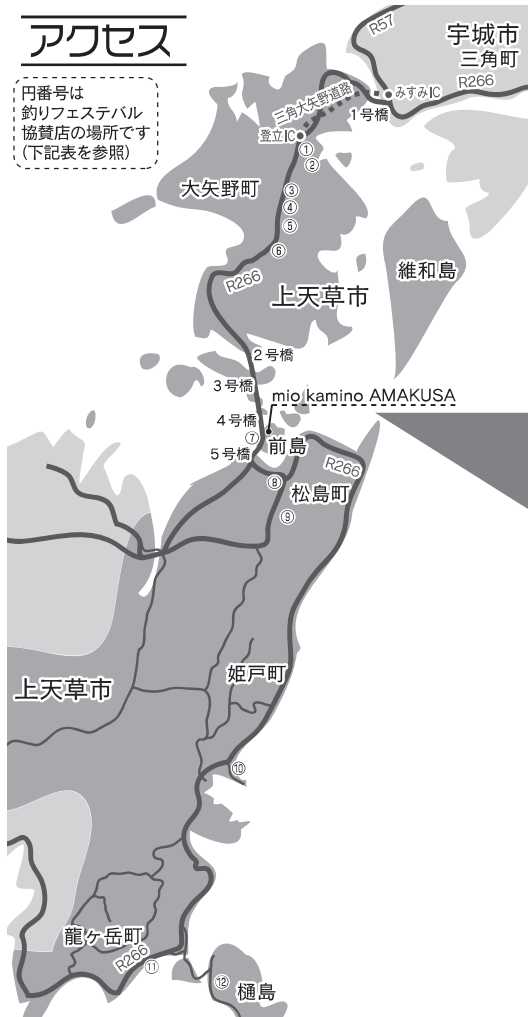 アクセス
円番号は
釣りフェステバル
協賛店の場所です
(下記表を参照)
R57
宇城市
三角町
R266
みすみIC
三角大矢野道路
1号橋
登立IC
①
②
大矢野町
③
④
⑤
⑥
維和島
R266
上天草市
2号橋
3号橋
mio kamino AMAKUSA
4号橋
⑦
前島
5号橋
R266
⑧
松島町
⑨
姫戸町
上天草市
⑩
龍ヶ岳町
R266
⑪
⑫
樋島